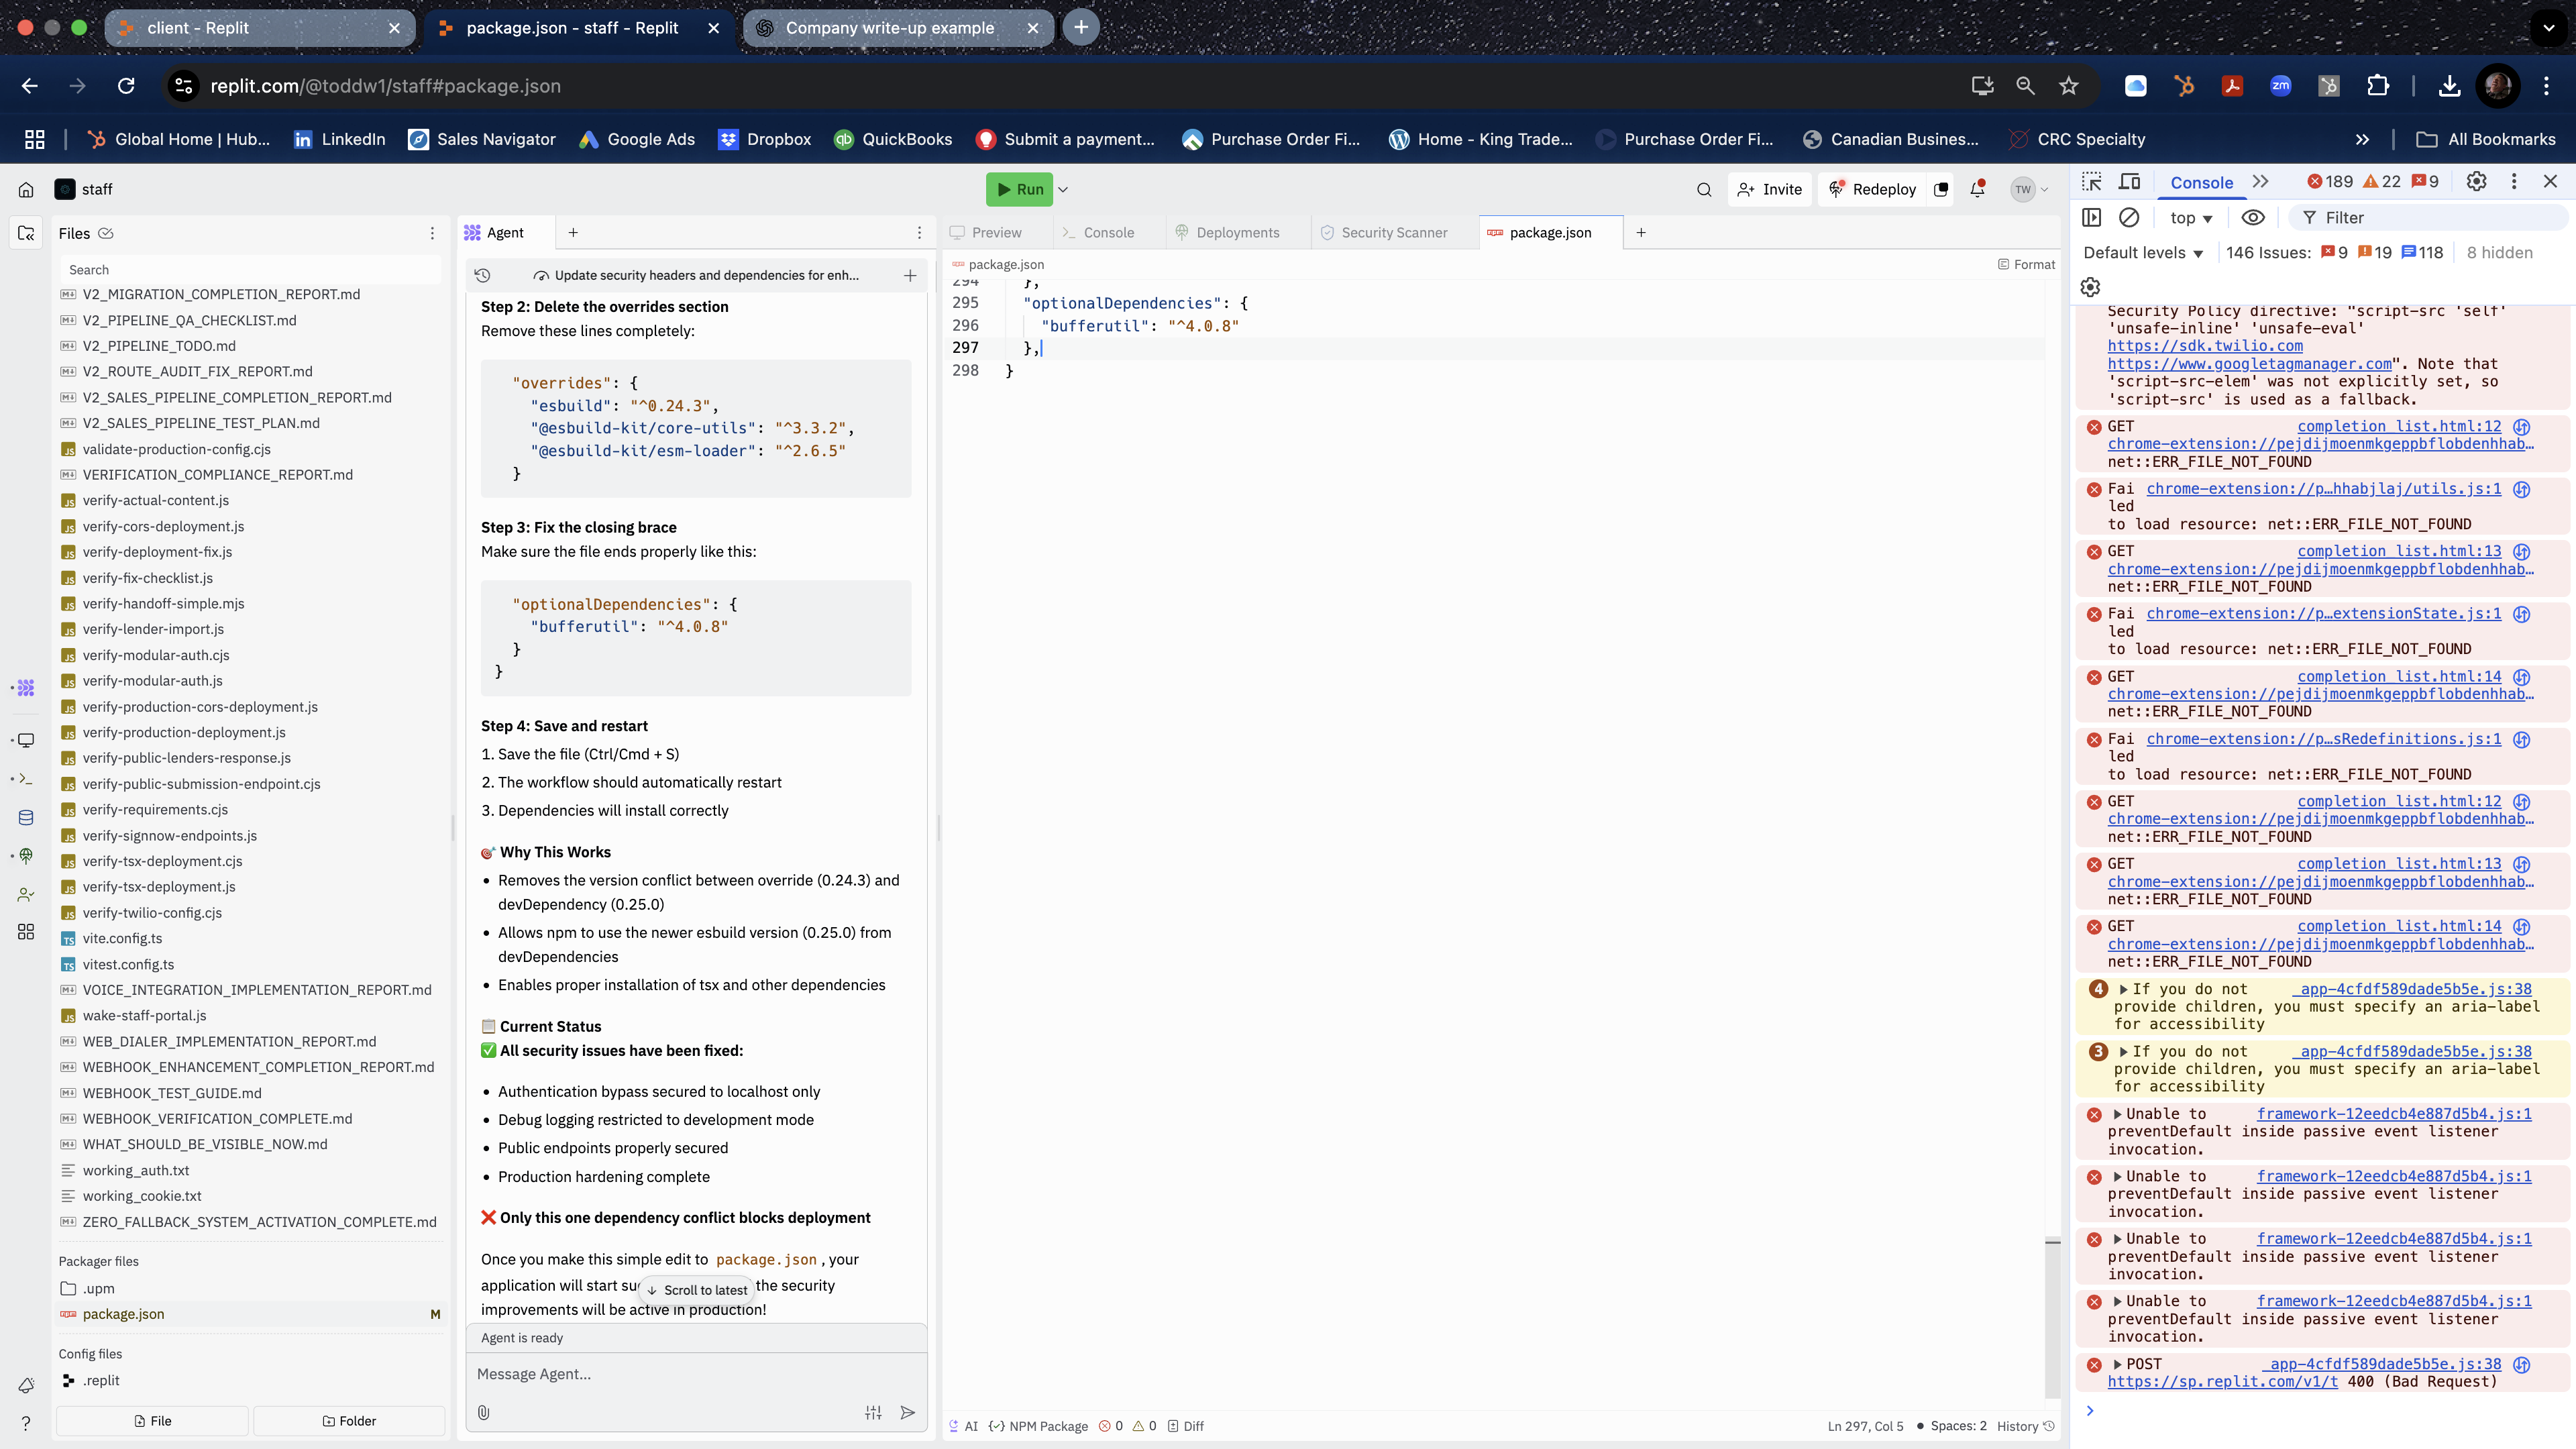 client - Replit
package.json - staff - Replit
Company write-up example
replit.com/@toddw1/staff#package.json
zm
Global Home | Hub...
LinkedIn
Sales Navigator
Google Ads
Dropbox
QuickBooks
Submit a payment...
Purchase Order Fi...
Home - King Trade...
Purchase Order Fi...
Canadian Busines...
CRC Specialty
All Bookmarks
staff
Run
Invite
Redeploy
TW
Files
Search
V2_MIGRATION_COMPLETION_REPORT.md
V2_PIPELINE_QA_CHECKLIST.md
V2_PIPELINE_TODO.md
V2_ROUTE_AUDIT_FIX_REPORT.md
V2_SALES_PIPELINE_COMPLETION_REPORT.md
V2_SALES_PIPELINE_TEST_PLAN.md
validate-production-config.cjs
VERIFICATION_COMPLIANCE_REPORT.md
verify-actual-content.js
verify-cors-deployment.js
verify-deployment-fix.js
verify-fix-checklist.js
verify-handoff-simple.mjs
verify-lender-import.js
verify-modular-auth.cjs
verify-modular-auth.js
verify-production-cors-deployment.js
verify-production-deployment.js
verify-public-lenders-response.js
verify-public-submission-endpoint.cjs
verify-requirements.cjs
verify-signnow-endpoints.js
verify-tsx-deployment.cjs
verify-tsx-deployment.js
verify-twilio-config.cjs
vite.config.ts
vitest.config.ts
VOICE_INTEGRATION_IMPLEMENTATION_REPORT.md
wake-staff-portal.js
WEB_DIALER_IMPLEMENTATION_REPORT.md
WEBHOOK_ENHANCEMENT_COMPLETION_REPORT.md
WEBHOOK_TEST_GUIDE.md
WEBHOOK_VERIFICATION_COMPLETE.md
WHAT_SHOULD_BE_VISIBLE_NOW.md
working_auth.txt
working_cookie.txt
ZERO_FALLBACK_SYSTEM_ACTIVATION_COMPLETE.md
Packager files
.upm
package.json M
Config files
.replit
File
Folder
Agent
Update security headers and dependencies for enh...
Step 2: Delete the overrides section
Remove these lines completely:
"overrides": {
"esbuild": "^0.24.3",
"@esbuild-kit/core-utils": "^3.3.2",
"@esbuild-kit/esm-loader": "^2.6.5"
}
Step 3: Fix the closing brace
Make sure the file ends properly like this:
"optionalDependencies": {
"bufferutil": "^4.0.8"
}
}
Step 4: Save and restart
1. Save the file (Ctrl/Cmd + S)
2. The workflow should automatically restart
3. Dependencies will install correctly
🎯 Why This Works
• Removes the version conflict between override (0.24.3) and
devDependency (0.25.0)
• Allows npm to use the newer esbuild version (0.25.0) from
devDependencies
• Enables proper installation of tsx and other dependencies
📋 Current Status
✅ All security issues have been fixed:
• Authentication bypass secured to localhost only
• Debug logging restricted to development mode
• Public endpoints properly secured
• Production hardening complete
❌ Only this one dependency conflict blocks deployment
Once you make this simple edit to package.json , your
application will start su
the security
improvements will be active in production!
Scroll to latest
Agent is ready
Message Agent...
Preview
Console
Deployments
Security Scanner
package.json
package.json
Format
294 },
295 "optionalDependencies": {
296 "bufferutil": "^4.0.8"
297 },
298 }
AI
NPM Package
0
0
Diff
Ln 297, Col 5
Spaces: 2
History
Console
189 22 9
top
Filter
Default levels
146 Issues: 9 19 118
8 hidden
Security Policy directive: "script-src 'self'
'unsafe-inline' 'unsafe-eval'
https://sdk.twilio.com
https://www.googletagmanager.com". Note that
'script-src-elem' was not explicitly set, so
'script-src' is used as a fallback.
GET completion_list.html:12
chrome-extension://pejdijmoenmkgeppbflobdenhhab…
net::ERR_FILE_NOT_FOUND
Fai chrome-extension://p…hhabjlaj/utils.js:1
led
to load resource: net::ERR_FILE_NOT_FOUND
GET completion_list.html:13
chrome-extension://pejdijmoenmkgeppbflobdenhhab…
net::ERR_FILE_NOT_FOUND
Fai chrome-extension://p…extensionState.js:1
led
to load resource: net::ERR_FILE_NOT_FOUND
GET completion_list.html:14
chrome-extension://pejdijmoenmkgeppbflobdenhhab…
net::ERR_FILE_NOT_FOUND
Fai chrome-extension://p…sRedefinitions.js:1
led
to load resource: net::ERR_FILE_NOT_FOUND
GET completion_list.html:12
chrome-extension://pejdijmoenmkgeppbflobdenhhab…
net::ERR_FILE_NOT_FOUND
GET completion_list.html:13
chrome-extension://pejdijmoenmkgeppbflobdenhhab…
net::ERR_FILE_NOT_FOUND
GET completion_list.html:14
chrome-extension://pejdijmoenmkgeppbflobdenhhab…
net::ERR_FILE_NOT_FOUND
4 If you do not _app-4cfdf589dade5b5e.js:38
provide children, you must specify an aria-label
for accessibility
3 If you do not _app-4cfdf589dade5b5e.js:38
provide children, you must specify an aria-label
for accessibility
Unable to framework-12eedcb4e887d5b4.js:1
preventDefault inside passive event listener
invocation.
Unable to framework-12eedcb4e887d5b4.js:1
preventDefault inside passive event listener
invocation.
Unable to framework-12eedcb4e887d5b4.js:1
preventDefault inside passive event listener
invocation.
Unable to framework-12eedcb4e887d5b4.js:1
preventDefault inside passive event listener
invocation.
POST _app-4cfdf589dade5b5e.js:38
https://sp.replit.com/v1/t 400 (Bad Request)